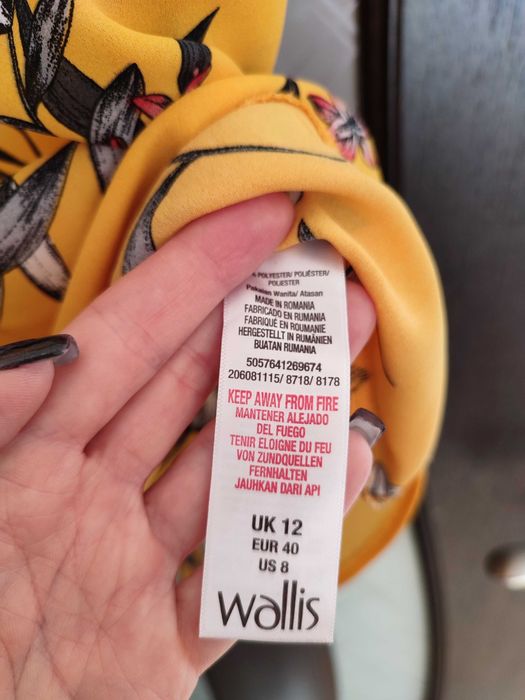 POLYESTER/ POLIÉSTER/
POLIESTER
Pakaian Wanita/ Atasan
MADE IN ROMANIA
FABRICADO EN RUMANIA
FABRIQUÉ EN ROUMANIE
HERGESTELLT IN RUMÄNIEN
BUATAN RUMANIA
5057641269674
206081115/ 8718/ 8178
KEEP AWAY FROM FIRE
MANTENER ALEJADO
DEL FUEGO
TENIR ELOIGNE DU FEU
VON ZUNDQUELLEN
FERNHALTEN
JAUHKAN DARI API
UK 12
EUR 40
US 8
wallis